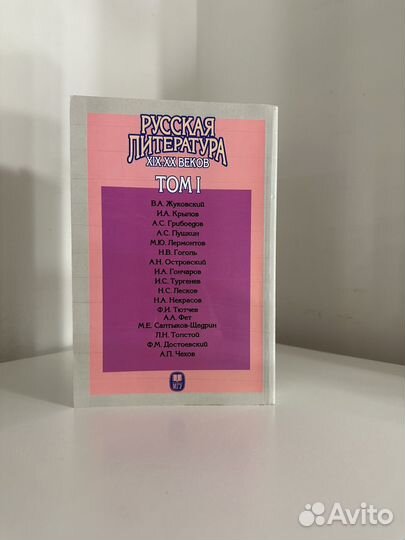 РУССКАЯ
ЛИТЕРАТУРА
XIX-XX ВЕКОВ
ТОМ I
В.А. Жуковский
И.А. Крылов
А.С. Грибоедов
А.С. Пушкин
М.Ю. Лермонтов
Н.В. Гоголь
А.Н. Островский
И.А. Гончаров
И.С. Тургенев
Н.С. Лесков
Н.А. Некрасов
Ф.И. Тютчев
А.А. Фет
М.Е. Салтыков-Щедрин
Л.Н. Толстой
Ф.М. Достоевский
А.П. Чехов
МГУ
Avito